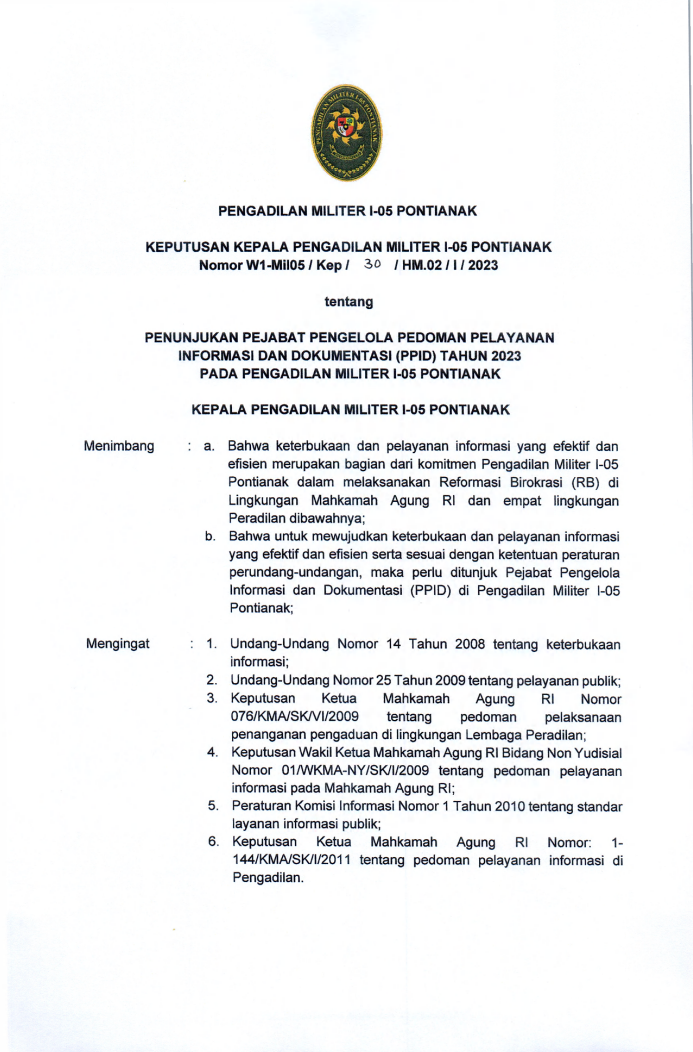 PENGADILAN MILITER I-05 PONTIANAK
PENGADILAN MILITER I-05 PONTIANAK
KEPUTUSAN KEPALA PENGADILAN MILITER I-05 PONTIANAK
Nomor W1-Mil05 / Kep / 30 / HM.02 / I / 2023
tentang
PENUNJUKAN PEJABAT PENGELOLA PEDOMAN PELAYANAN
INFORMASI DAN DOKUMENTASI (PPID) TAHUN 2023
PADA PENGADILAN MILITER I-05 PONTIANAK
KEPALA PENGADILAN MILITER I-05 PONTIANAK
Menimbang : a. Bahwa keterbukaan dan pelayanan informasi yang efektif dan
efisien merupakan bagian dari komitmen Pengadilan Militer I-05
Pontianak dalam melaksanakan Reformasi Birokrasi (RB) di
Lingkungan Mahkamah Agung RI dan empat lingkungan
Peradilan dibawahnya;
b. Bahwa untuk mewujudkan keterbukaan dan pelayanan informasi
yang efektif dan efisien serta sesuai dengan ketentuan peraturan
perundang-undangan, maka perlu ditunjuk Pejabat Pengelola
Informasi dan Dokumentasi (PPID) di Pengadilan Militer I-05
Pontianak;
Mengingat : 1. Undang-Undang Nomor 14 Tahun 2008 tentang keterbukaan
informasi;
2. Undang-Undang Nomor 25 Tahun 2009 tentang pelayanan publik;
3. Keputusan Ketua Mahkamah Agung RI Nomor
076/KMA/SK/VI/2009 tentang pedoman pelaksanaan
penanganan pengaduan di lingkungan Lembaga Peradilan;
4. Keputusan Wakil Ketua Mahkamah Agung RI Bidang Non Yudisial
Nomor 01/WKMA-NY/SK/I/2009 tentang pedoman pelayanan
informasi pada Mahkamah Agung RI;
5. Peraturan Komisi Informasi Nomor 1 Tahun 2010 tentang standar
layanan informasi publik;
6. Keputusan Ketua Mahkamah Agung RI Nomor: 1-
144/KMA/SK/I/2011 tentang pedoman pelayanan informasi di
Pengadilan.